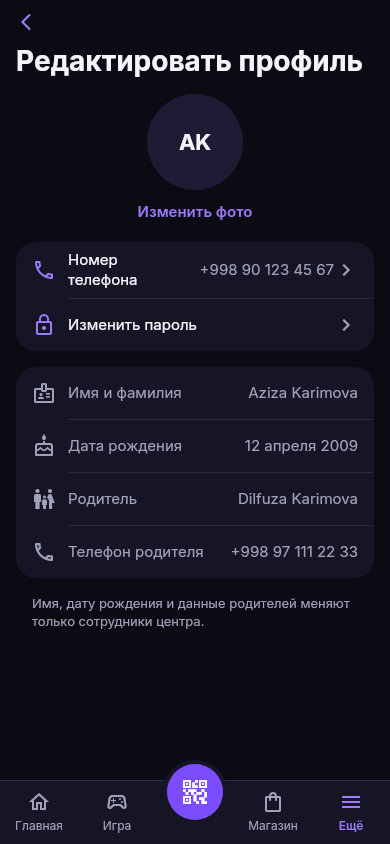 Редактировать профиль
AK
Изменить фото
Номер
телефона
+998 90 123 45 67
Изменить пароль
Имя и фамилия
Aziza Karimova
Дата рождения
12 апреля 2009
Родитель
Dilfuza Karimova
Телефон родителя
+998 97 111 22 33
Имя, дату рождения и данные родителей меняют
только сотрудники центра.
Главная
Игра
Магазин
Ещё